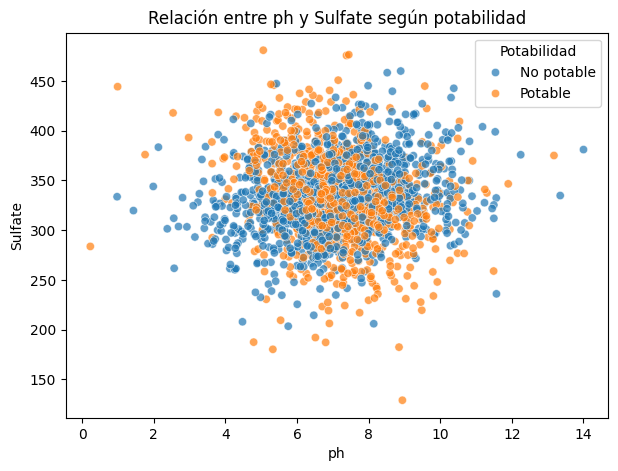 Relación entre ph y Sulfate según potabilidad
Potabilidad
No potable
Potable
Sulfate
450
400
350
300
250
200
150
0 2 4 6 8 10 12 14
ph